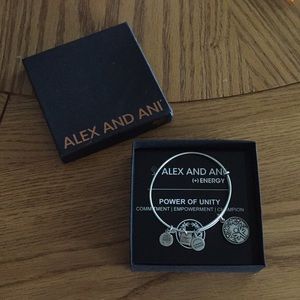 ALEX AND ANI
ALEX AND ANI
(+) ENERGY
POWER OF UNITY
COMMITMENT | EMPOWERMENT | CHAMPION